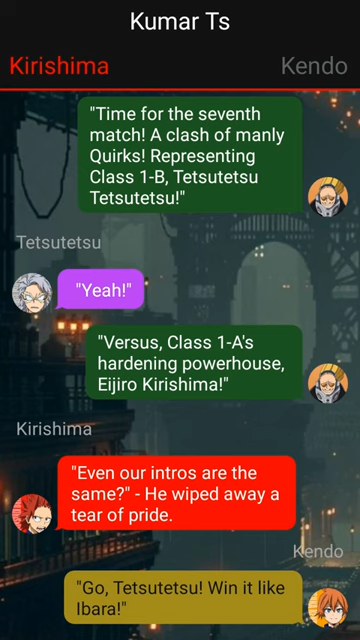 Kumar Ts
Kirishima Kendo
"Time for the seventh
match! A clash of manly
Quirks! Representing
Class 1-B, Tetsutetsu
Tetsutetsu!"
Tetsutetsu
"Yeah!"
"Versus, Class 1-A's
hardening powerhouse,
Eijiro Kirishima!"
Kirishima
"Even our intros are the
same?" - He wiped away a
tear of pride.
Kendo
"Go, Tetsutetsu! Win it like
Ibara!"